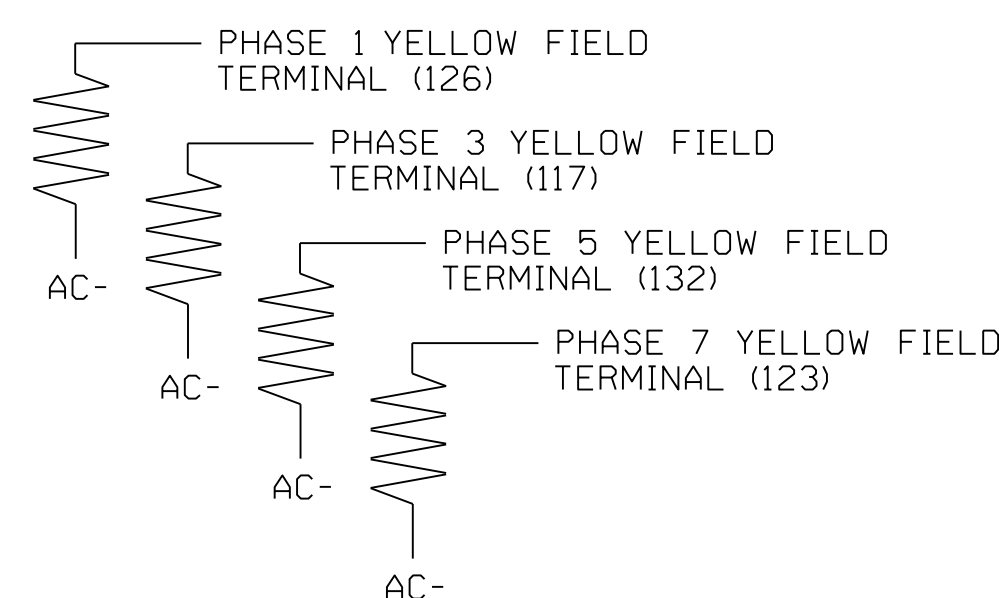 PHASE 1 YELLOW FIELD
TERMINAL (126)
PHASE 3 YELLOW FIELD
TERMINAL (117)
PHASE 5 YELLOW FIELD
TERMINAL (132)
AC-
PHASE 7 YELLOW FIELD
TERMINAL (123)
AC-
AC-
AC-